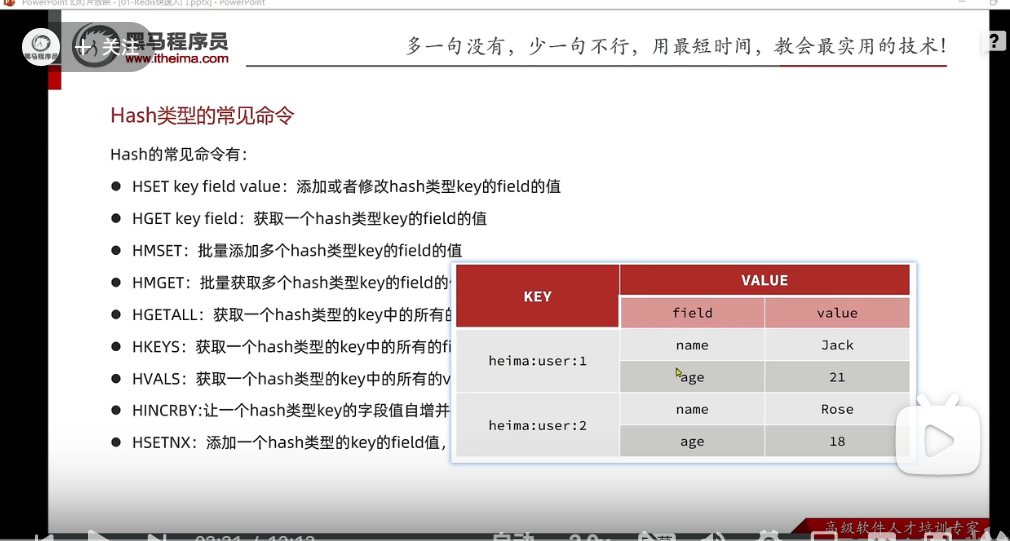 PowerPoint 幻灯片放映 - [01-Redis快速入门.pptx] - PowerPoint
黑马程序员
+ 关注
www.itheima.com
多一句没有，少一句不行，用最短时间，教会最实用的技术！
?
Hash类型的常见命令
Hash的常见命令有：
● HSET key field value：添加或者修改hash类型key的field的值
● HGET key field：获取一个hash类型key的field的值
● HMSET：批量添加多个hash类型key的field的值
● HMGET：批量获取多个hash类型key的field的
● HGETALL：获取一个hash类型的key中的所有的
● HKEYS：获取一个hash类型的key中的所有的fi
● HVALS：获取一个hash类型的key中的所有的v
● HINCRBY:让一个hash类型key的字段值自增并
● HSETNX：添加一个hash类型的key的field值，
KEY VALUE
field value
heima:user:1 name Jack
age 21
heima:user:2 name Rose
age 18
高级软件人才培训专家
自动